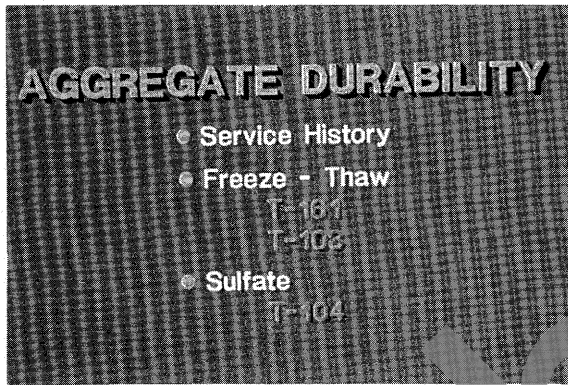 AGGREGATE DURABILITY
Service History
Freeze - Thaw
T-161
T-103
Sulfate
T-104